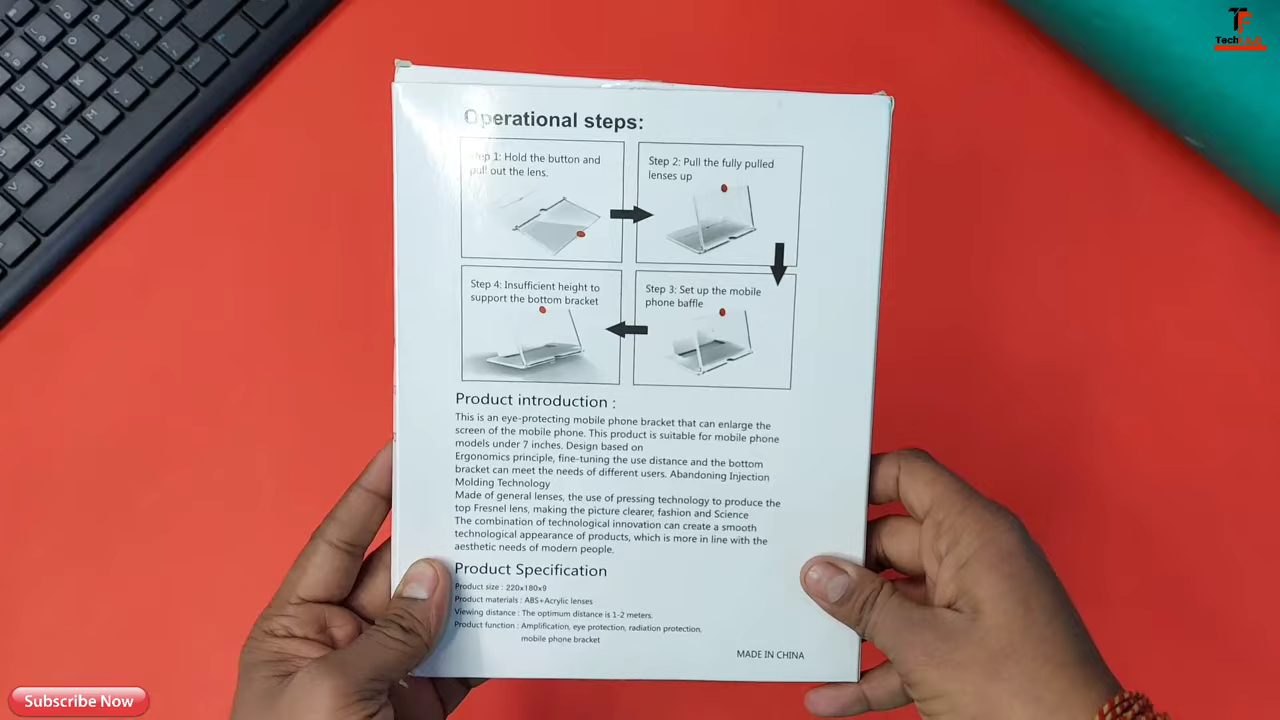 Operational steps:
Step 1: Hold the button and
pull out the lens.
Step 2: Pull the fully pulled
lenses up
Step 4: Insufficient height to
support the bottom bracket
Step 3: Set up the mobile
phone baffle
Product introduction :
This is an eye-protecting mobile phone bracket that can enlarge the
screen of the mobile phone. This product is suitable for mobile phone
models under 7 inches. Design based on
Ergonomics principle, fine-tuning the use distance and the bottom
bracket can meet the needs of different users. Abandoning Injection
Molding Technology
Made of general lenses, the use of pressing technology to produce the
top Fresnel lens, making the picture clearer, fashion and Science
The combination of technological innovation can create a smooth
technological appearance of products, which is more in line with the
aesthetic needs of modern people.
Product Specification
Product size : 220x180x9
Product materials : ABS+Acrylic lenses
Viewing distance : The optimum distance is 1-2 meters.
Product function : Amplification, eye protection, radiation protection,
mobile phone bracket
MADE IN CHINA
Subscribe Now
TF